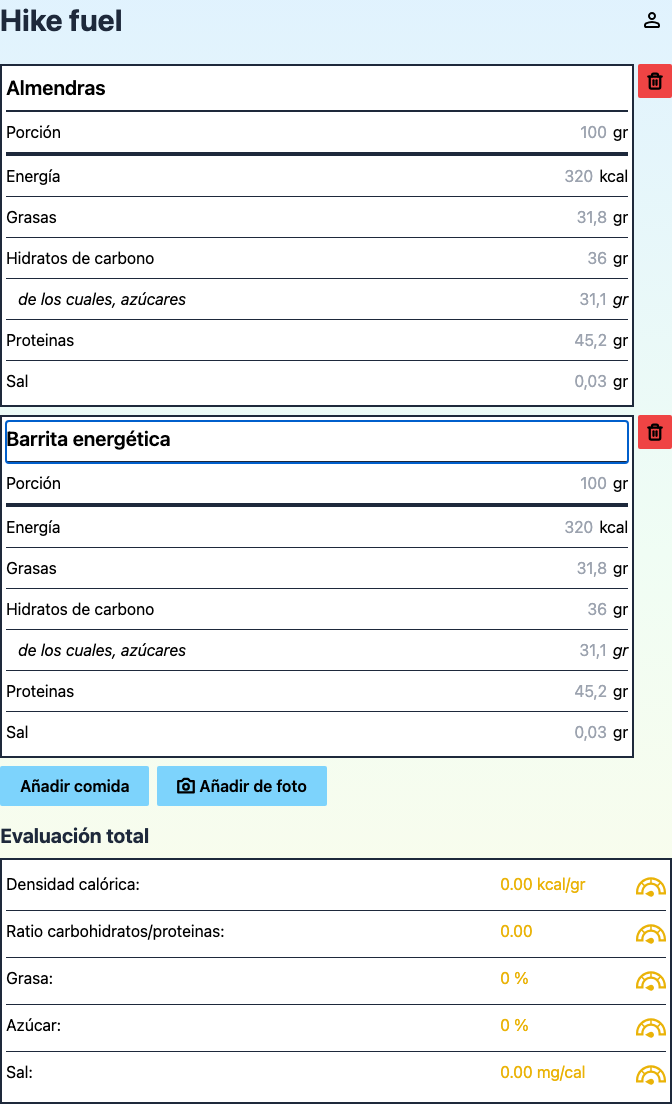 Hike fuel
Almendras
Porción 100 gr
Energía 320 kcal
Grasas 31,8 gr
Hidratos de carbono 36 gr
de los cuales, azúcares 31,1 gr
Proteinas 45,2 gr
Sal 0,03 gr
Barrita energética
Porción 100 gr
Energía 320 kcal
Grasas 31,8 gr
Hidratos de carbono 36 gr
de los cuales, azúcares 31,1 gr
Proteinas 45,2 gr
Sal 0,03 gr
Añadir comida Añadir de foto
Evaluación total
Densidad calórica: 0.00 kcal/gr
Ratio carbohidratos/proteinas: 0.00
Grasa: 0 %
Azúcar: 0 %
Sal: 0.00 mg/cal